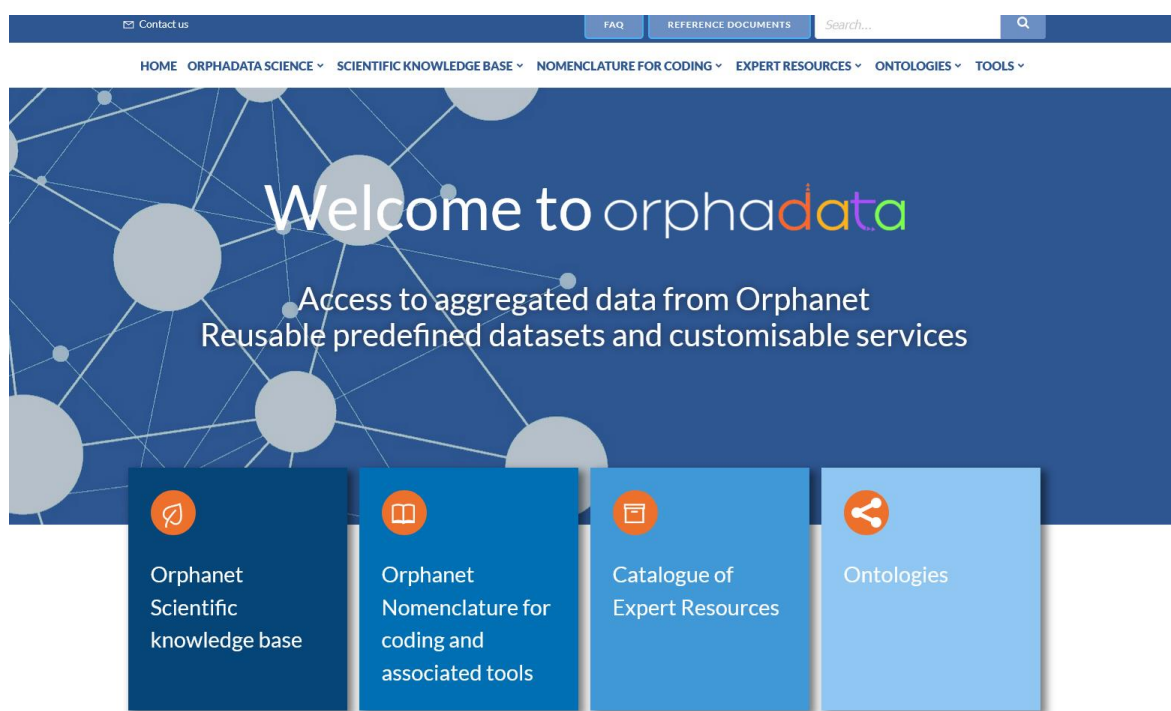 Contact us
FAQ
REFERENCE DOCUMENTS
Search...
HOME ORPHADATA SCIENCE SCIENTIFIC KNOWLEDGE BASE NOMENCLATURE FOR CODING EXPERT RESOURCES ONTOLOGIES TOOLS
Welcome to orphadata
Access to aggregated data from Orphanet
Reusable predefined datasets and customisable services
Orphanet
Scientific
knowledge base
Orphanet
Nomenclature for
coding and
associated tools
Catalogue of
Expert Resources
Ontologies